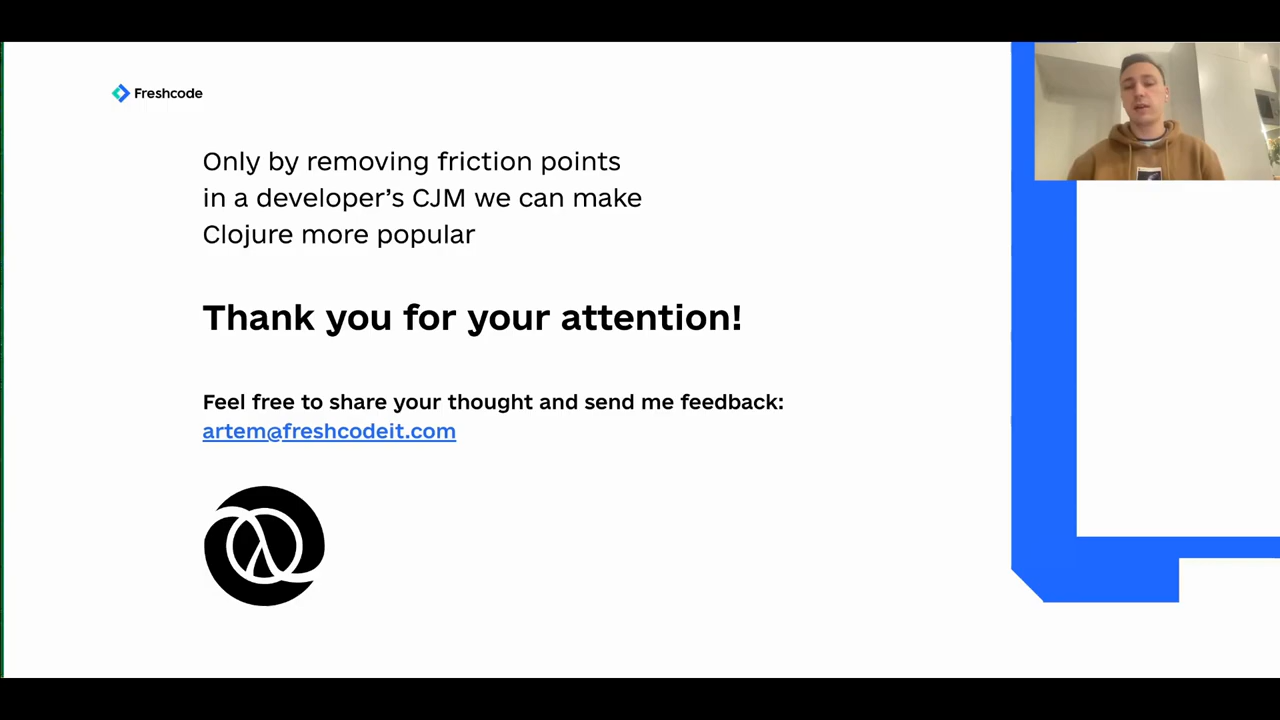 Freshcode
Only by removing friction points
in a developer’s CJM we can make
Clojure more popular
Thank you for your attention!
Feel free to share your thought and send me feedback:
artem@freshcodeit.com